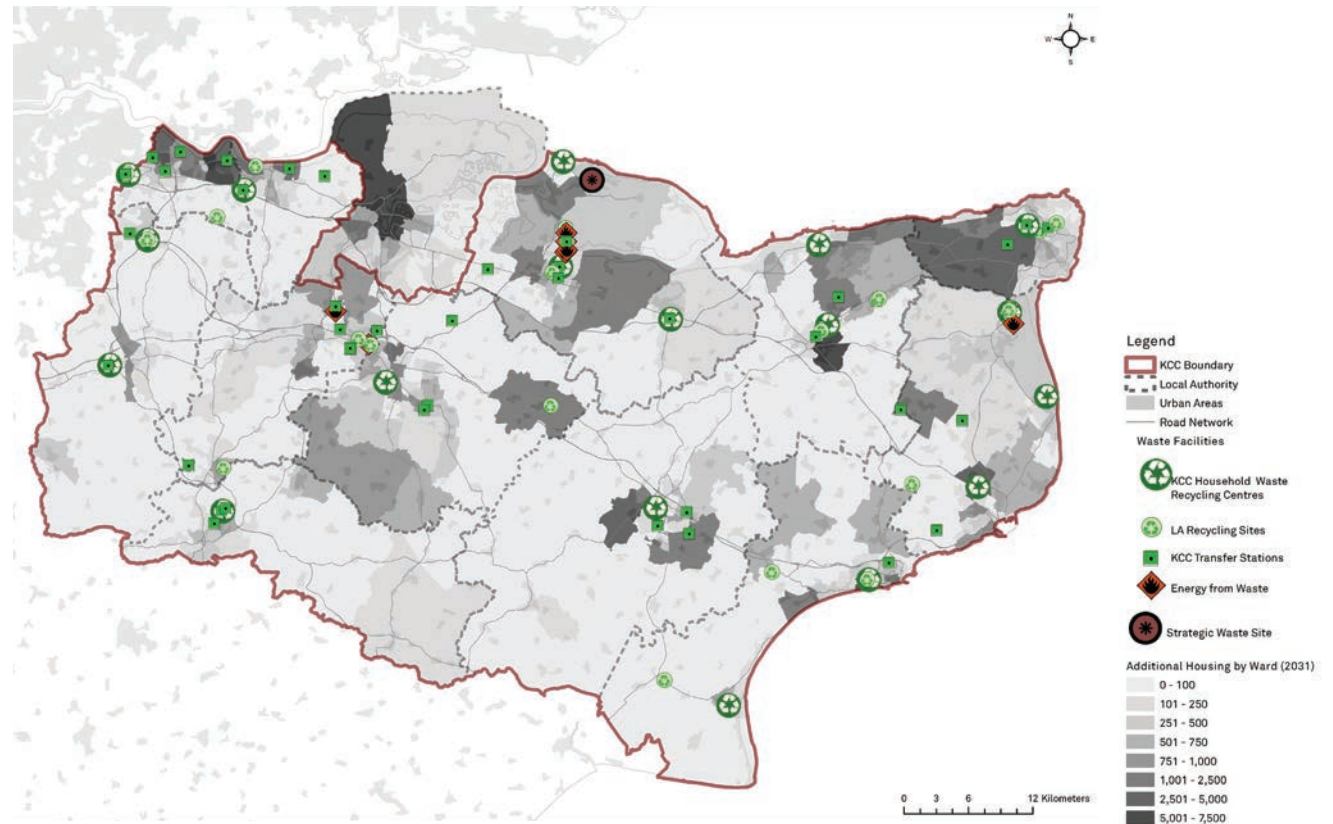 N
W E
S
Legend
KCC Boundary
Local Authority
Urban Areas
Road Network
Waste Facilities
KCC Household Waste
Recycling Centres
LA Recycling Sites
KCC Transfer Stations
Energy from Waste
Strategic Waste Site
Additional Housing by Ward (2031)
0 - 100
101 - 250
251 - 500
501 - 750
751 - 1,000
1,001 - 2,500
2,501 - 5,000
5,001 - 7,500
0 3 6 12 Kilometers